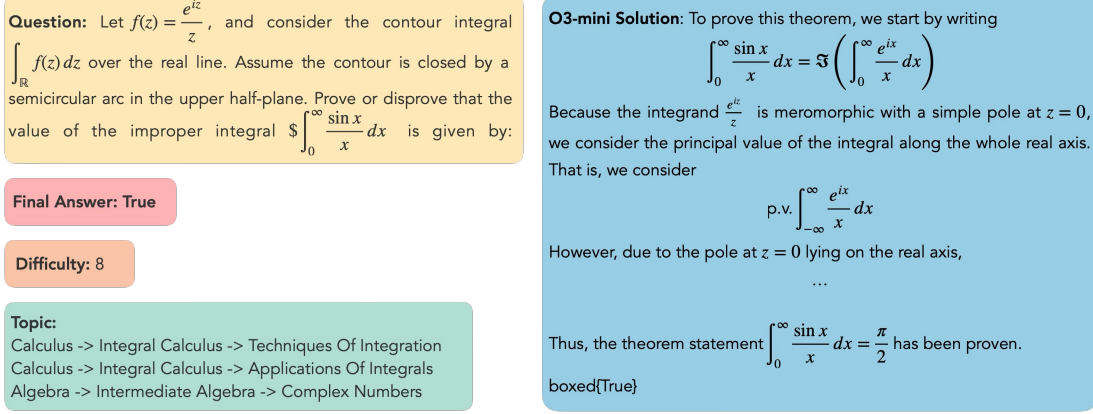 Question: Let f(z) = e^{iz}/z, and consider the contour integral
∫_ℝ f(z) dz over the real line. Assume the contour is closed by a
semicircular arc in the upper half-plane. Prove or disprove that the
value of the improper integral $∫_0^∞ sin x/x dx is given by:
Final Answer: True
Difficulty: 8
Topic:
Calculus -> Integral Calculus -> Techniques Of Integration
Calculus -> Integral Calculus -> Applications Of Integrals
Algebra -> Intermediate Algebra -> Complex Numbers
O3-mini Solution: To prove this theorem, we start by writing
∫_0^∞ sin x/x dx = ℑ(∫_0^∞ e^{ix}/x dx)
Because the integrand e^{iz}/z is meromorphic with a simple pole at z = 0,
we consider the principal value of the integral along the whole real axis.
That is, we consider
p.v. ∫_{-∞}^∞ e^{ix}/x dx
However, due to the pole at z = 0 lying on the real axis,
...
Thus, the theorem statement ∫_0^∞ sin x/x dx = π/2 has been proven.
boxed{True}